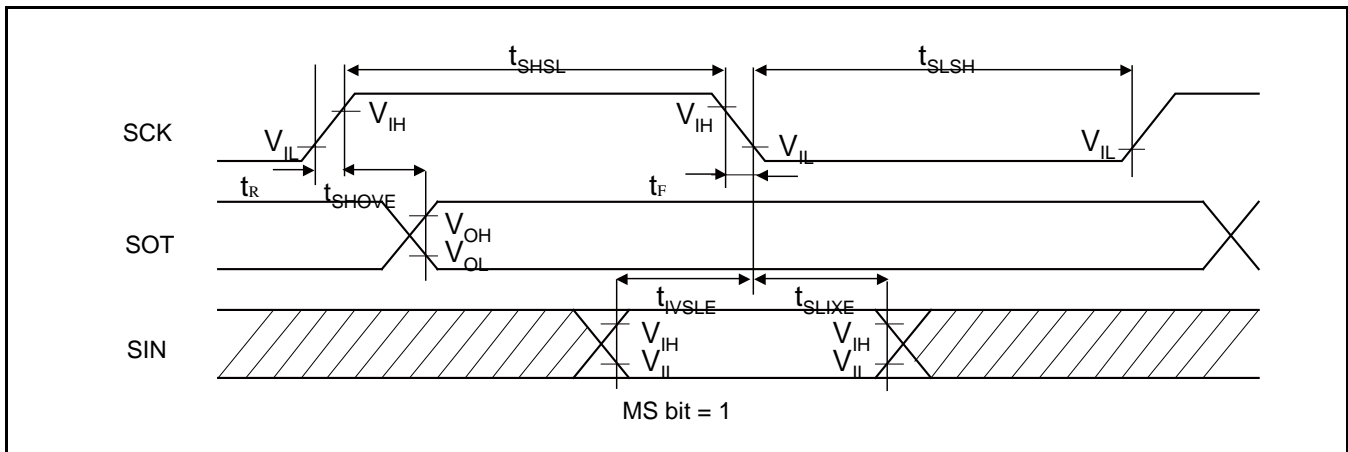 tSHSL tSLSH
SCK VIL VIH VIH VIL VIL
tR tSHOVE tF
SOT VOH
VOL
tIVSLE tSLIXE
SIN VIH VIH
VIL VIL
MS bit = 1